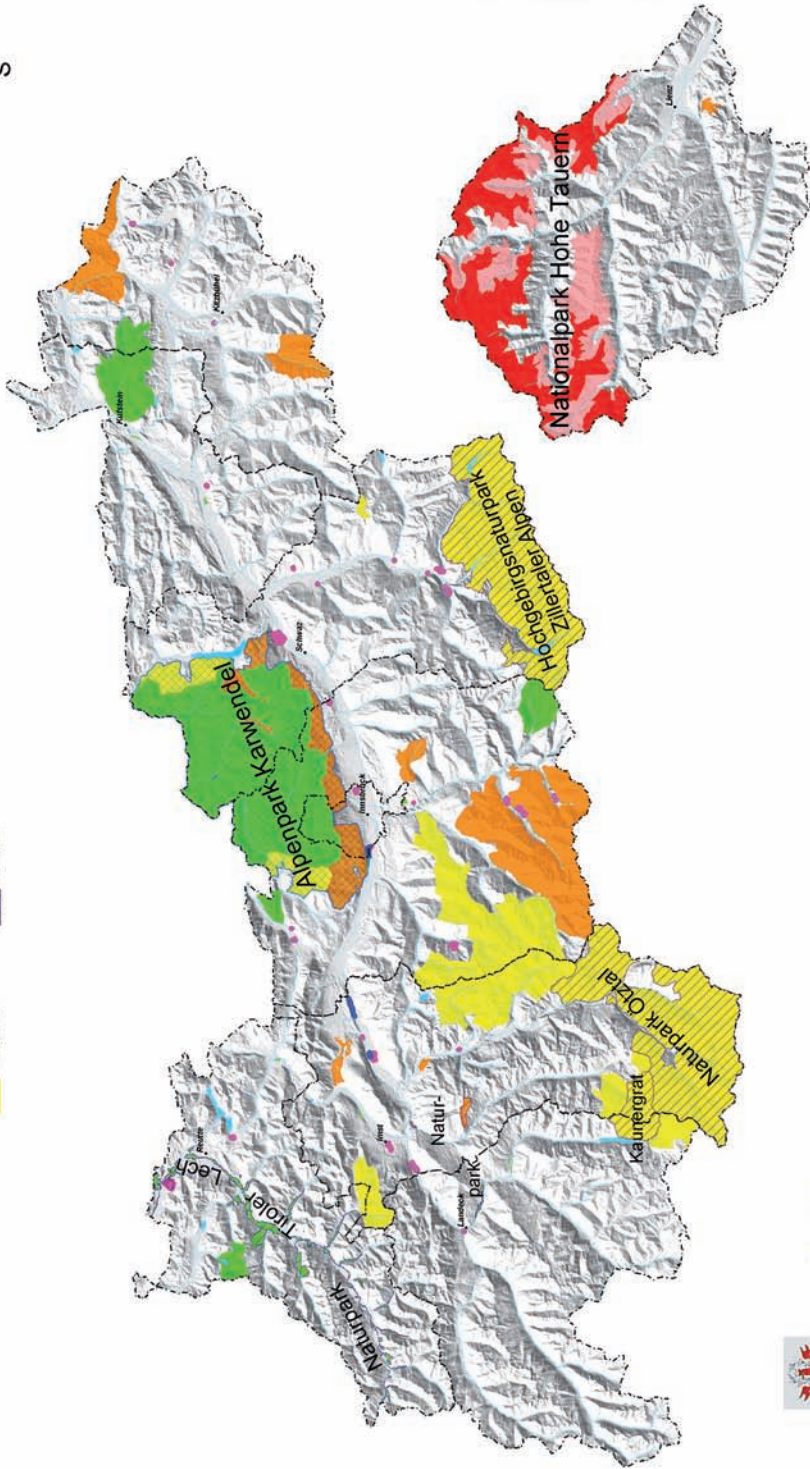 S
Nationalpark Hohe Tauern
Lienz
Kitzbühel
Kufstein
Hochgebirgsnaturpark
Zillertaler Alpen
Schwaz
Alpenpark-Karwendel
Innsbruck
Naturpark Ötztal
Kaunergrat
Natur-
park
Imst
Landeck
Reutte
Naturpark
Tiroler
Lech